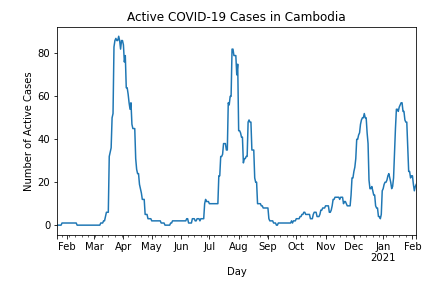 Active COVID-19 Cases in Cambodia
Number of Active Cases
80
60
40
20
0
Feb Mar Apr May Jun Jul Aug Sep Oct Nov Dec Jan Feb
2021
Day